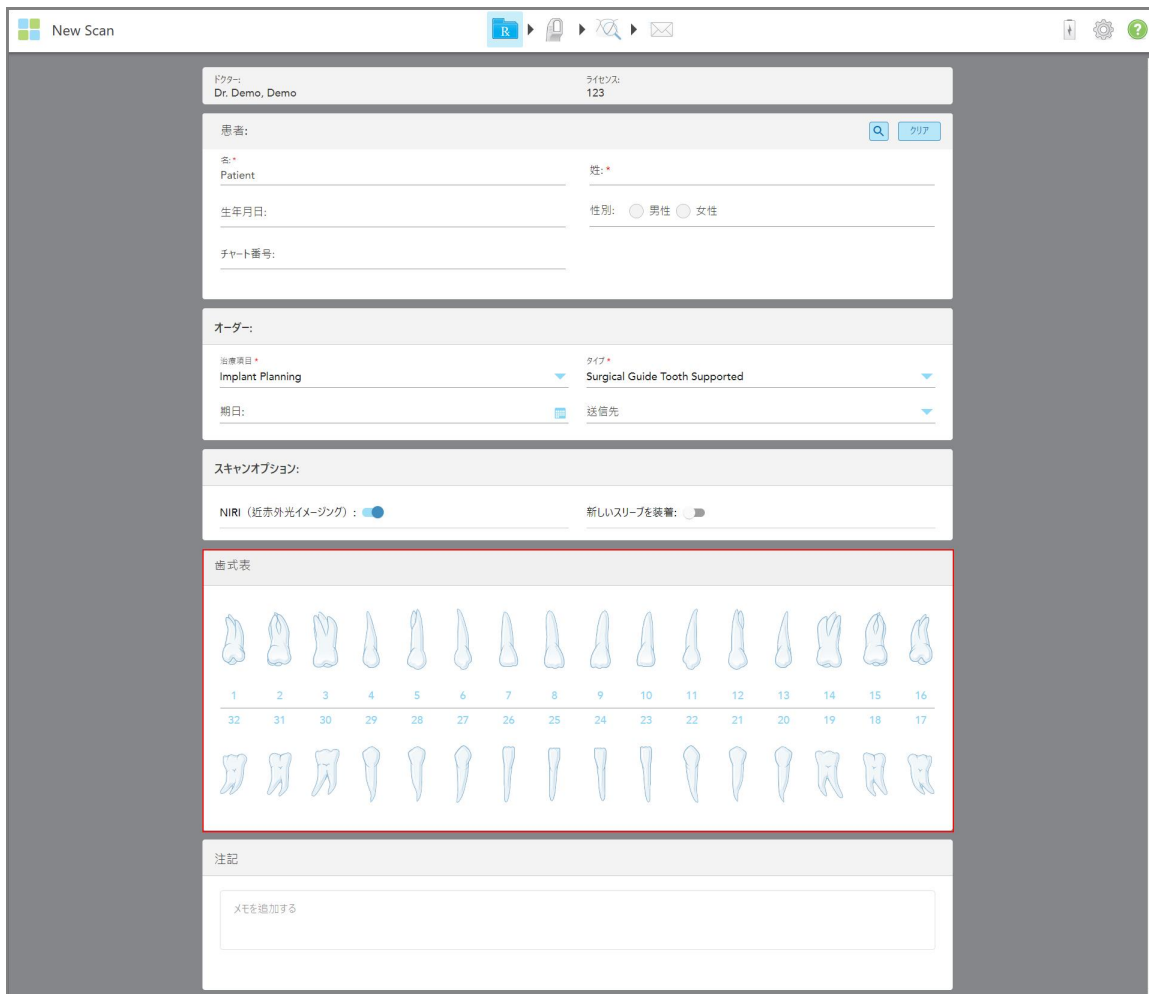 New Scan
R
ドクター:
Dr. Demo, Demo
ライセンス:
123
患者:
クリア
名:*
Patient
姓:*
生年月日:
性別: 男性 女性
チャート番号:
オーダー:
治療項目*
Implant Planning
タイプ*
Surgical Guide Tooth Supported
期日:
送信先
スキャンオプション:
NIRI（近赤外光イメージング）:
新しいスリーブを装着:
歯式表
1 2 3 4 5 6 7 8 9 10 11 12 13 14 15 16
32 31 30 29 28 27 26 25 24 23 22 21 20 19 18 17
注記
メモを追加する